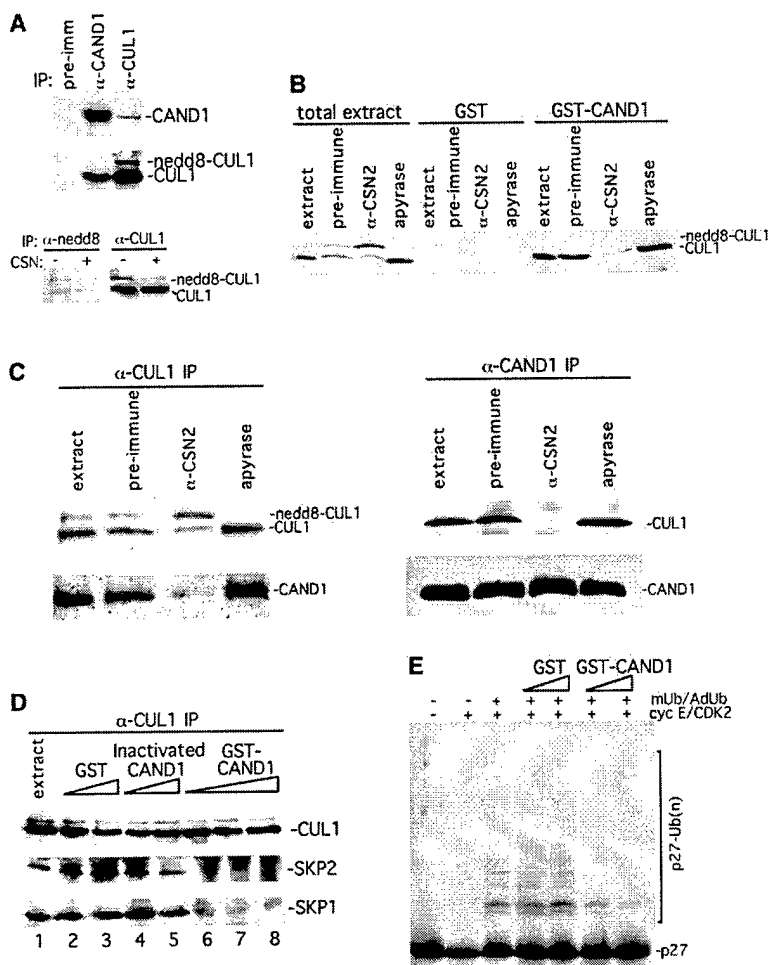 A
IP:
pre-imm
α-CAND1
α-CUL1
-CAND1
-nedd8-CUL1
-CUL1
IP: α-nedd8 α-CUL1
CSN: - + - +
-nedd8-CUL1
CUL1
B
total extract GST GST-CAND1
extract
pre-immune
α-CSN2
apyrase
extract
pre-immune
α-CSN2
apyrase
extract
pre-immune
α-CSN2
apyrase
-nedd8-CUL1
-CUL1
C
α-CUL1 IP
extract
pre-immune
α-CSN2
apyrase
-nedd8-CUL1
-CUL1
-CAND1
α-CAND1 IP
extract
pre-immune
α-CSN2
apyrase
-CUL1
-CAND1
D
α-CUL1 IP
extract
GST
Inactivated
CAND1
GST-
CAND1
-CUL1
-SKP2
-SKP1
1 2 3 4 5 6 7 8
E
GST GST-CAND1
- - + + + + + mUb/AdUb
- + + + + + + cyc E/CDK2
p27-Ub(n)
-p27